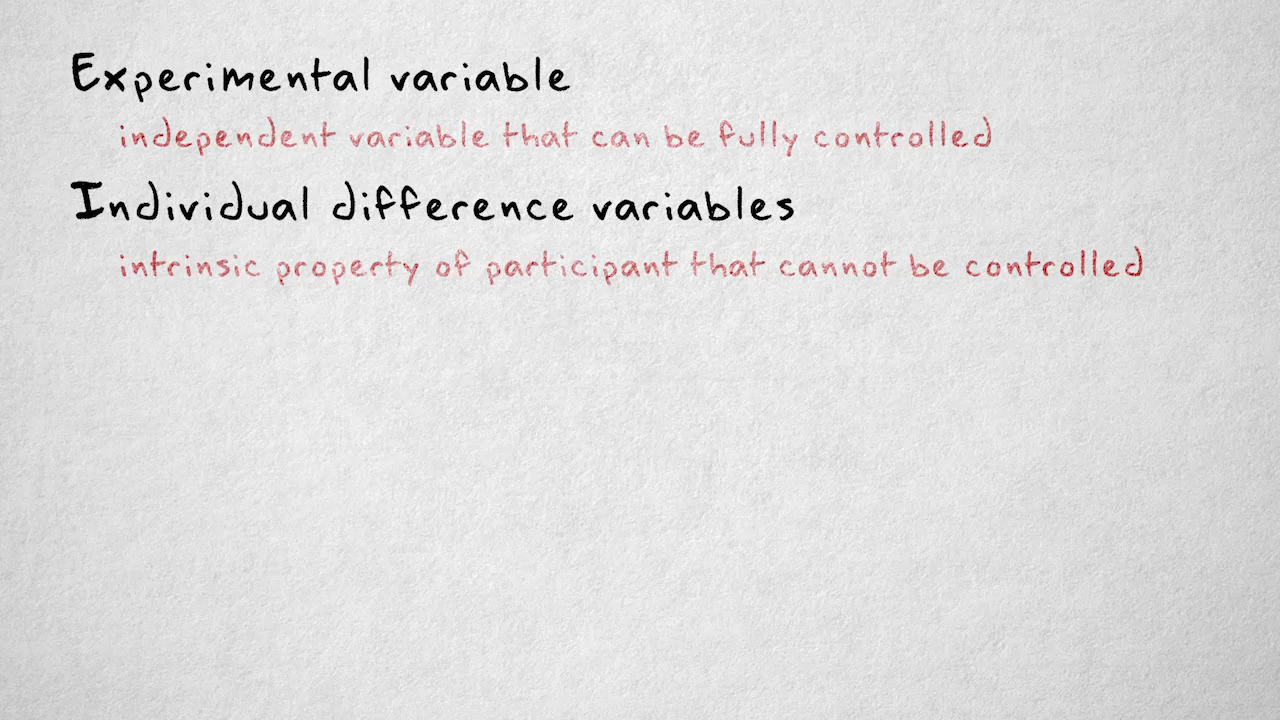 Experimental variable
independent variable that can be fully controlled
Individual difference variables
intrinsic property of participant that cannot be controlled